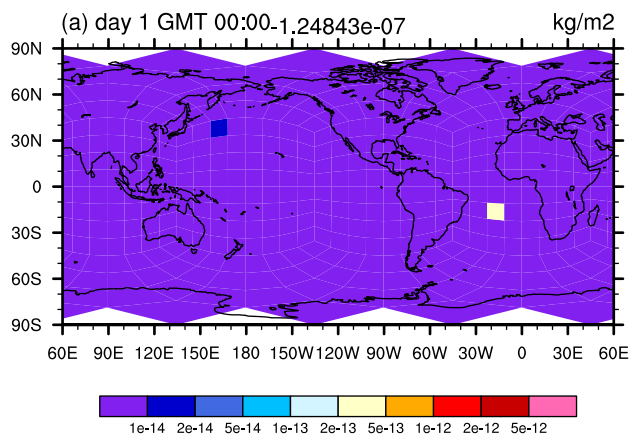 (a) day 1 GMT 00:00 -1.24843e-07 kg/m2
90N
60N
30N
0
30S
60S
90S
60E 90E 120E 150E 180 150W 120W 90W 60W 30W 0 30E 60E
1e-14 2e-14 5e-14 1e-13 2e-13 5e-13 1e-12 2e-12 5e-12